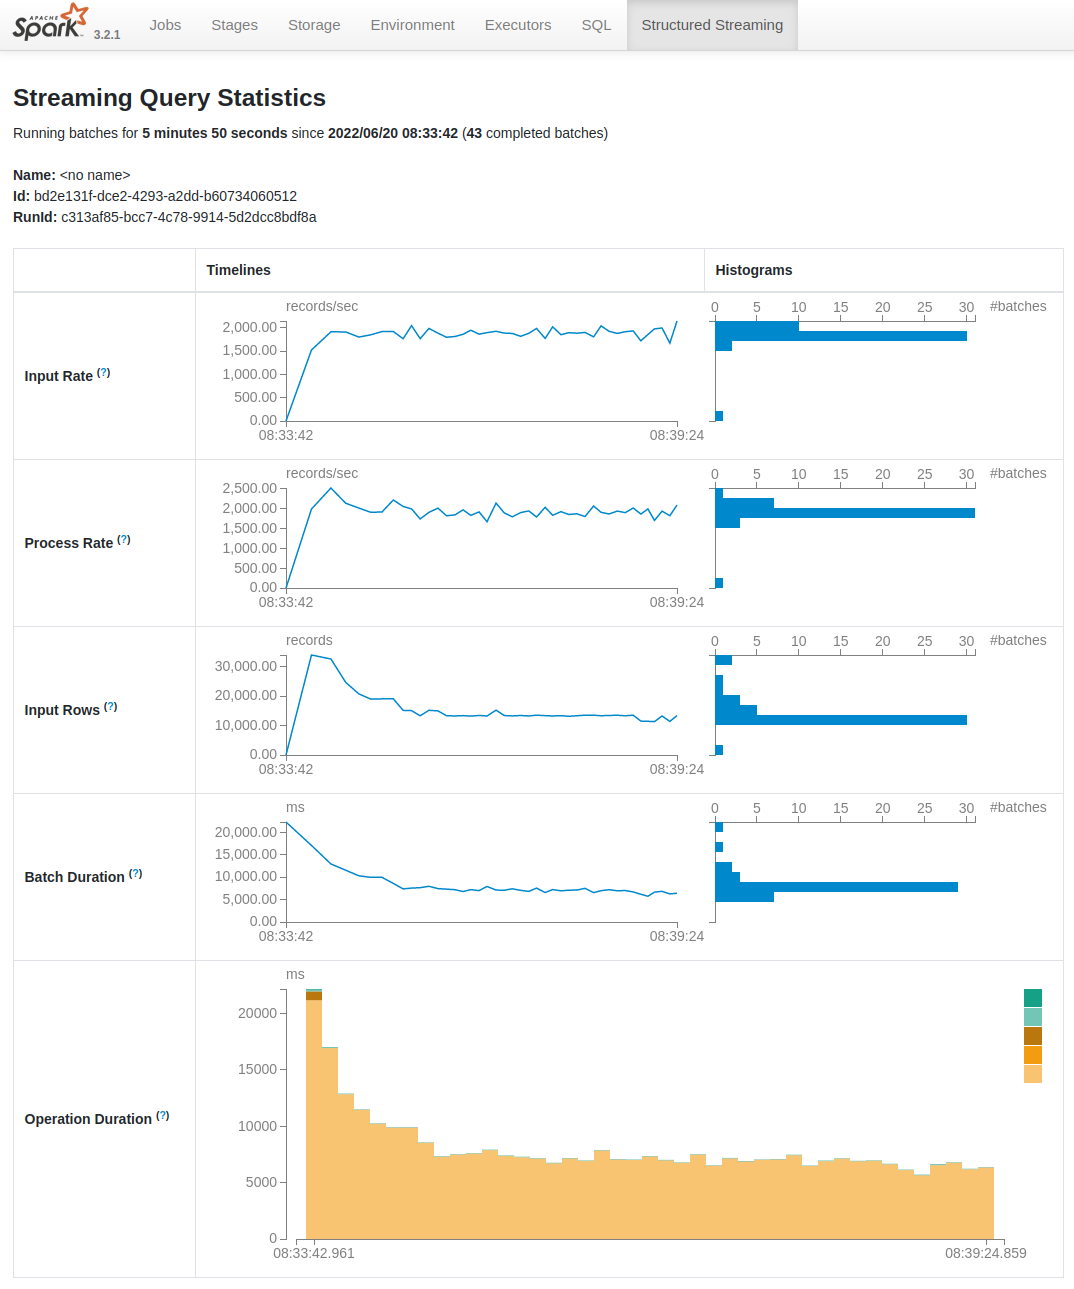 APACHE
Spark 3.2.1 Jobs Stages Storage Environment Executors SQL Structured Streaming
Streaming Query Statistics
Running batches for 5 minutes 50 seconds since 2022/06/20 08:33:42 (43 completed batches)
Name: <no name>
Id: bd2e131f-dce2-4293-a2dd-b60734060512
RunId: c313af85-bcc7-4c78-9914-5d2dcc8bdf8a
Timelines Histograms
Input Rate (?)
records/sec
2,000.00
1,500.00
1,000.00
500.00
0.00
08:33:42 08:39:24
0 5 10 15 20 25 30 #batches
Process Rate (?)
records/sec
2,500.00
2,000.00
1,500.00
1,000.00
500.00
0.00
08:33:42 08:39:24
0 5 10 15 20 25 30 #batches
Input Rows (?)
records
30,000.00
20,000.00
10,000.00
0.00
08:33:42 08:39:24
0 5 10 15 20 25 30 #batches
Batch Duration (?)
ms
20,000.00
15,000.00
10,000.00
5,000.00
0.00
08:33:42 08:39:24
0 5 10 15 20 25 30 #batches
Operation Duration (?)
ms
20000
15000
10000
5000
0
08:33:42.961 08:39:24.859